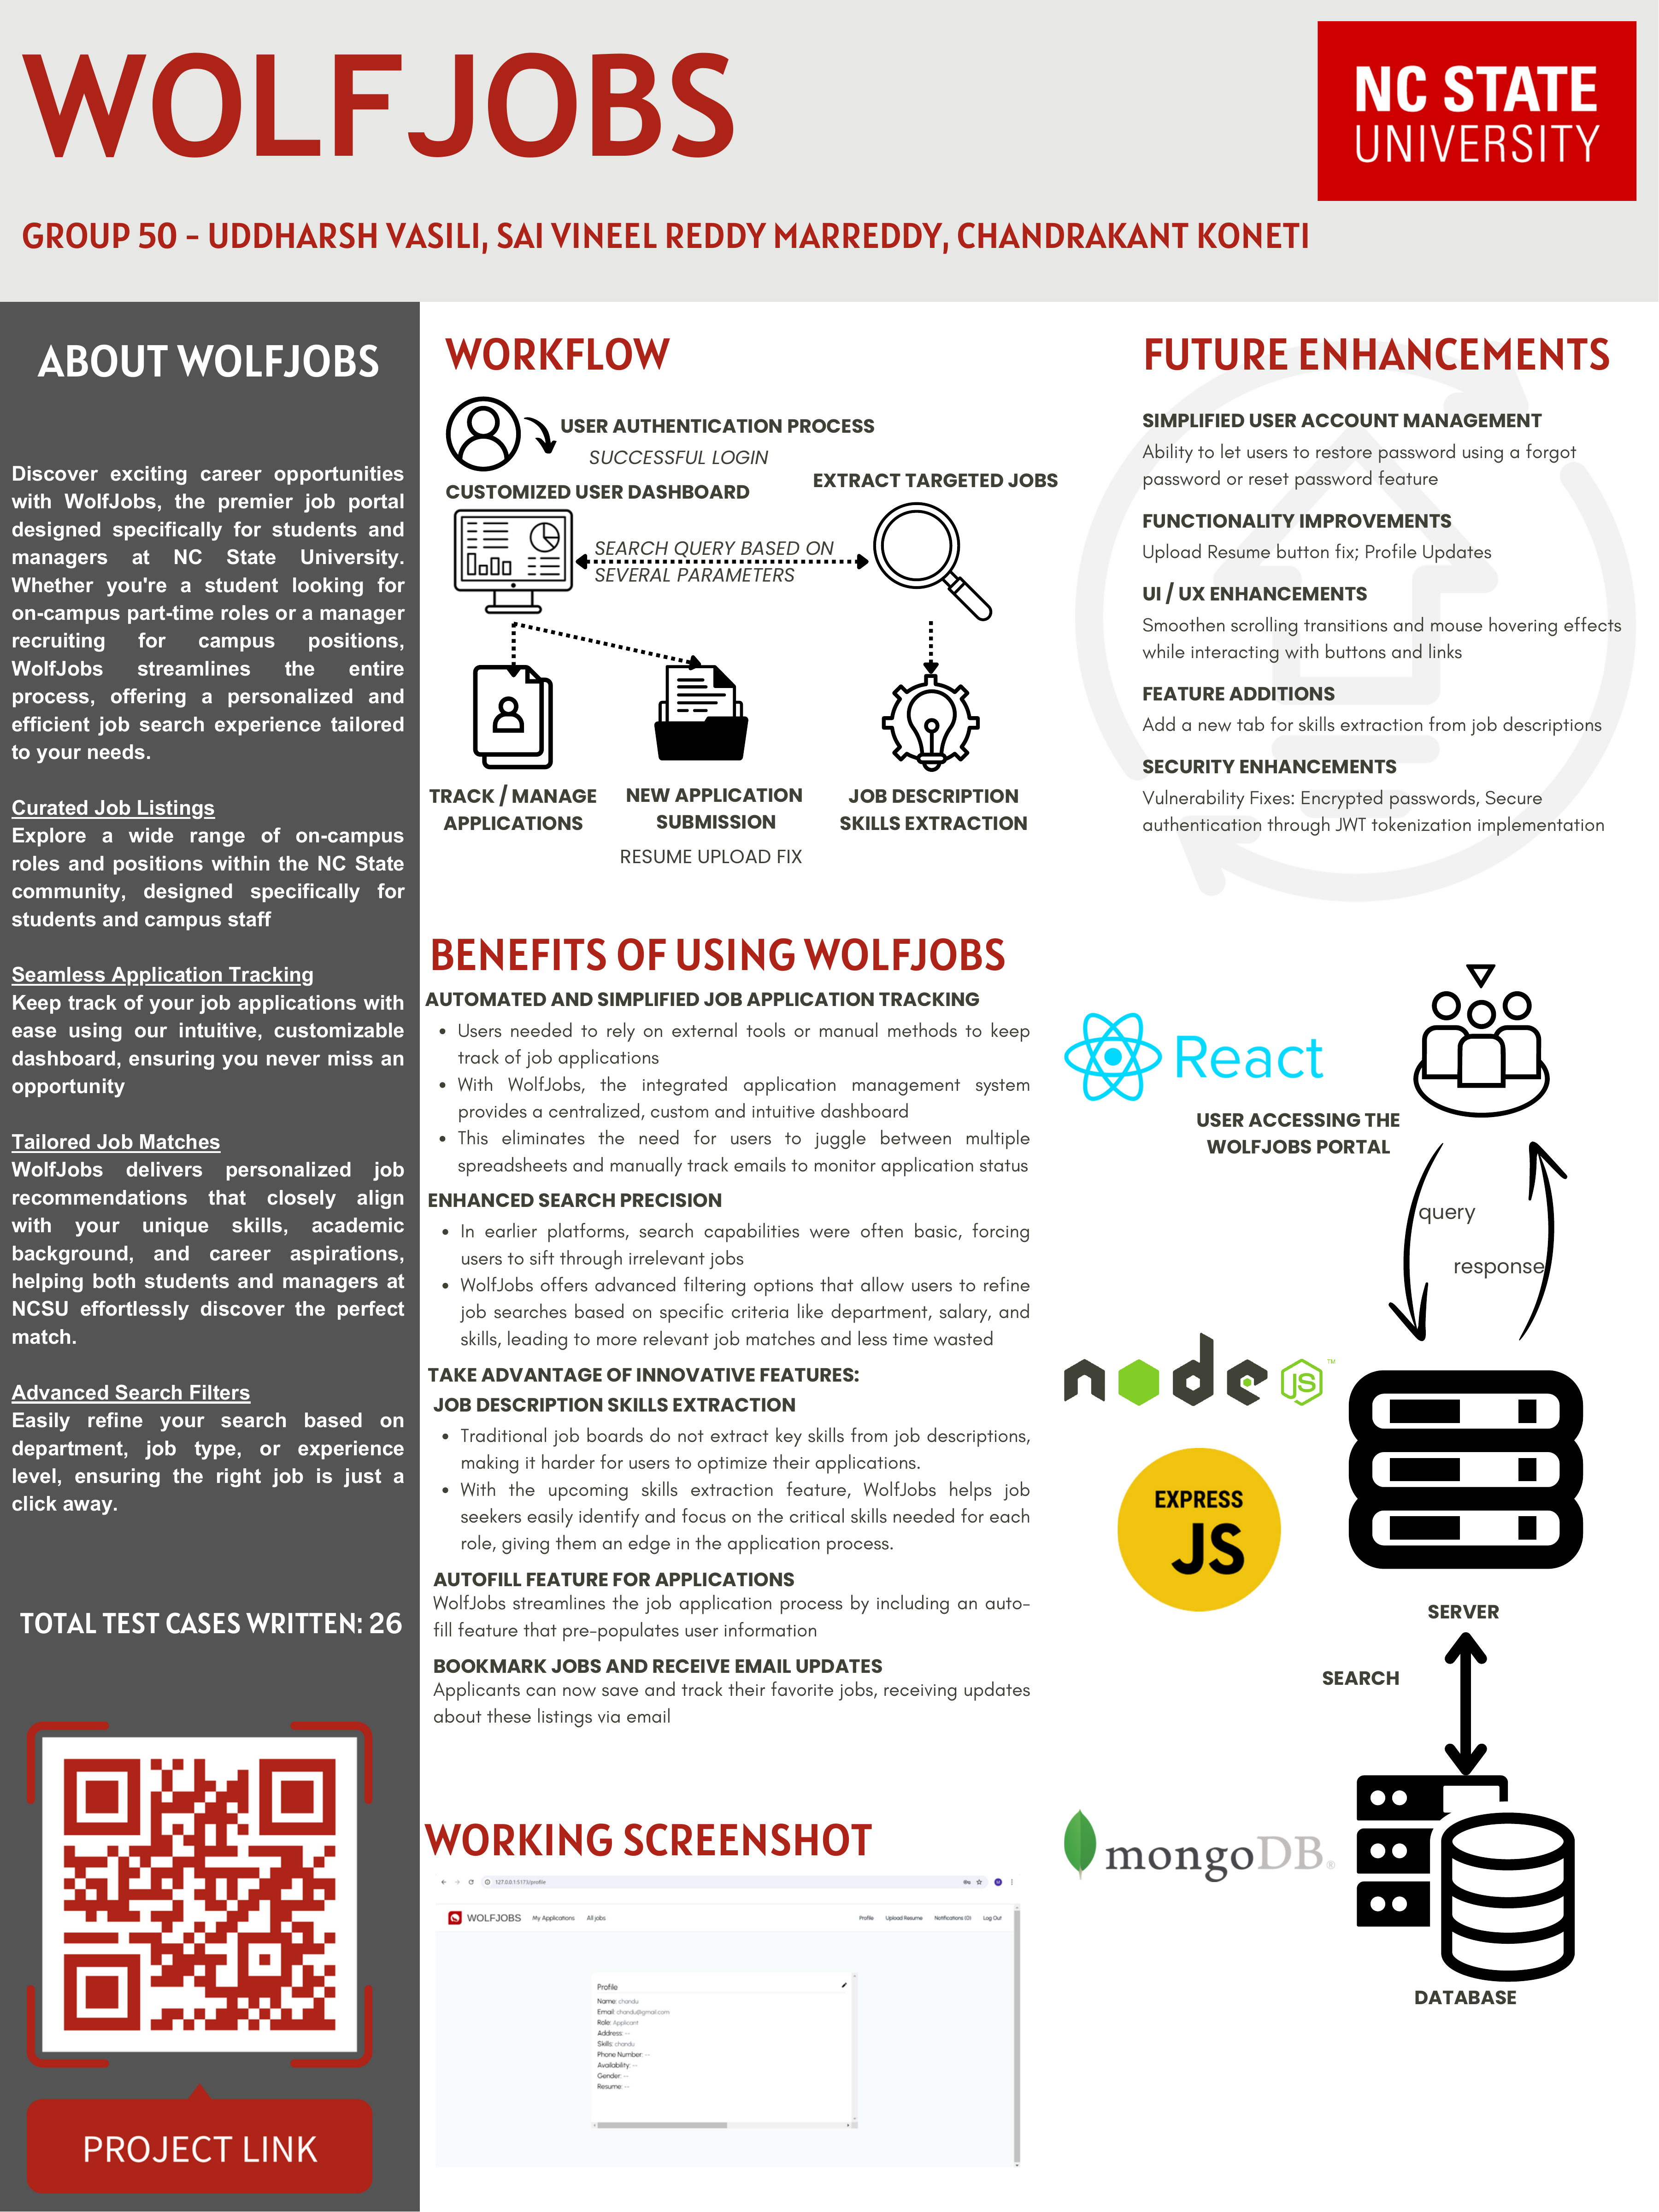 WOLFJOBS
NC STATE
UNIVERSITY
GROUP 50 - UDDHARSH VASILI, SAI VINEEL REDDY MARREDDY, CHANDRAKANT KONETI
ABOUT WOLFJOBS
Discover exciting career opportunities
with WolfJobs, the premier job portal
designed specifically for students and
managers at NC State University.
Whether you're a student looking for
on-campus part-time roles or a manager
recruiting for campus positions,
WolfJobs streamlines the entire
process, offering a personalized and
efficient job search experience tailored
to your needs.
Curated Job Listings
Explore a wide range of on-campus
roles and positions within the NC State
community, designed specifically for
students and campus staff
Seamless Application Tracking
Keep track of your job applications with
ease using our intuitive, customizable
dashboard, ensuring you never miss an
opportunity
Tailored Job Matches
WolfJobs delivers personalized job
recommendations that closely align
with your unique skills, academic
background, and career aspirations,
helping both students and managers at
NCSU effortlessly discover the perfect
match.
Advanced Search Filters
Easily refine your search based on
department, job type, or experience
level, ensuring the right job is just a
click away.
TOTAL TEST CASES WRITTEN: 26
PROJECT LINK
WORKFLOW
USER AUTHENTICATION PROCESS
SUCCESSFUL LOGIN
CUSTOMIZED USER DASHBOARD
EXTRACT TARGETED JOBS
SEARCH QUERY BASED ON
SEVERAL PARAMETERS
TRACK / MANAGE
APPLICATIONS
NEW APPLICATION
SUBMISSION
RESUME UPLOAD FIX
JOB DESCRIPTION
SKILLS EXTRACTION
BENEFITS OF USING WOLFJOBS
AUTOMATED AND SIMPLIFIED JOB APPLICATION TRACKING
• Users needed to rely on external tools or manual methods to keep
track of job applications
• With WolfJobs, the integrated application management system
provides a centralized, custom and intuitive dashboard
• This eliminates the need for users to juggle between multiple
spreadsheets and manually track emails to monitor application status
ENHANCED SEARCH PRECISION
• In earlier platforms, search capabilities were often basic, forcing
users to sift through irrelevant jobs
• WolfJobs offers advanced filtering options that allow users to refine
job searches based on specific criteria like department, salary, and
skills, leading to more relevant job matches and less time wasted
TAKE ADVANTAGE OF INNOVATIVE FEATURES:
JOB DESCRIPTION SKILLS EXTRACTION
• Traditional job boards do not extract key skills from job descriptions,
making it harder for users to optimize their applications.
• With the upcoming skills extraction feature, WolfJobs helps job
seekers easily identify and focus on the critical skills needed for each
role, giving them an edge in the application process.
AUTOFILL FEATURE FOR APPLICATIONS
WolfJobs streamlines the job application process by including an auto-
fill feature that pre-populates user information
BOOKMARK JOBS AND RECEIVE EMAIL UPDATES
Applicants can now save and track their favorite jobs, receiving updates
about these listings via email
WORKING SCREENSHOT
127.0.0.1:5173/profile
WOLFJOBS My Applications All jobs Profile Upload Resume Notifications (0) Log Out
Profile
Name: chandu
Email: chandu@gmail.com
Role: Applicant
Address: --
Skills: chandu
Phone Number: --
Availability: --
Gender: --
Resume: --
FUTURE ENHANCEMENTS
SIMPLIFIED USER ACCOUNT MANAGEMENT
Ability to let users to restore password using a forgot
password or reset password feature
FUNCTIONALITY IMPROVEMENTS
Upload Resume button fix; Profile Updates
UI / UX ENHANCEMENTS
Smoothen scrolling transitions and mouse hovering effects
while interacting with buttons and links
FEATURE ADDITIONS
Add a new tab for skills extraction from job descriptions
SECURITY ENHANCEMENTS
Vulnerability Fixes: Encrypted passwords, Secure
authentication through JWT tokenization implementation
React
USER ACCESSING THE
WOLFJOBS PORTAL
query
response
node JS™
EXPRESS
JS
SERVER
SEARCH
mongoDB®
DATABASE